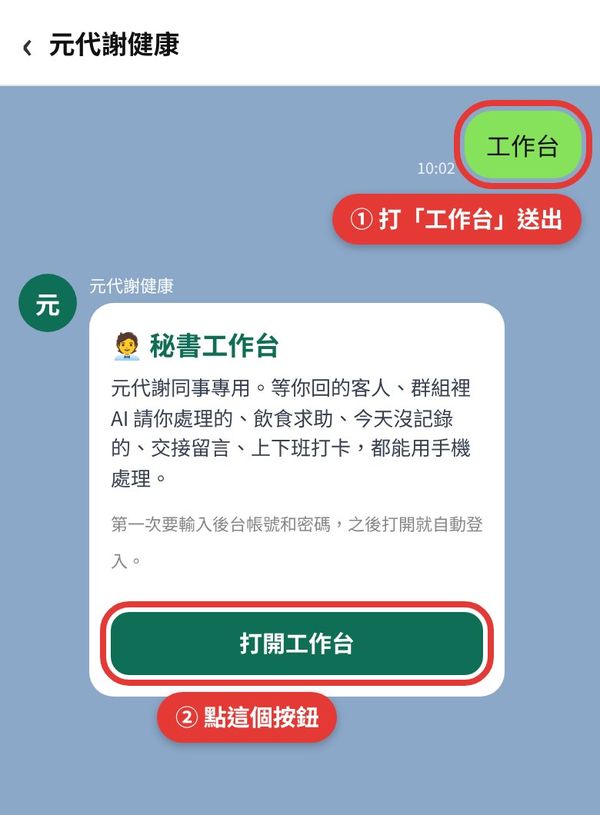 元代謝健康
工作台
10:02
① 打「工作台」送出
元代謝健康
元
秘書工作台
元代謝同事專用。等你回的客人、群組裡
AI 請你處理的、飲食求助、今天沒記錄
的、交接留言、上下班打卡，都能用手機
處理。
第一次要輸入後台帳號和密碼，之後打開就自動登
入。
打開工作台
② 點這個按鈕